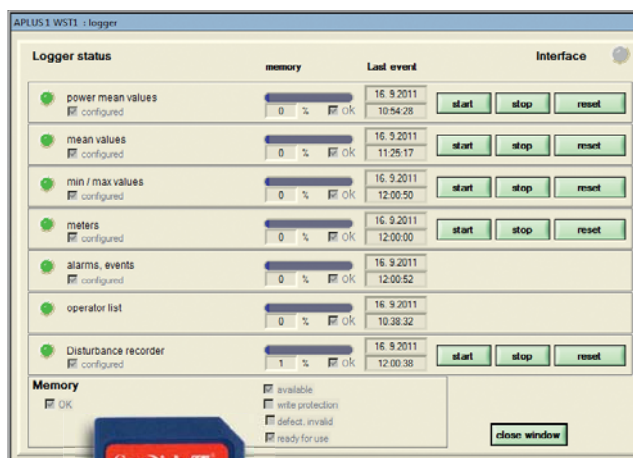 APLUS1 WST1 : logger
Logger status memory Last event Interface
power mean values 16. 9.2011
configured 0 % ok 10:54:28 start stop reset
mean values 16. 9.2011
configured 0 % ok 11:25:17 start stop reset
min / max values 16. 9.2011
configured 0 % ok 12:00:50 start stop reset
meters 16. 9.2011
configured 0 % ok 12:00:00 start stop reset
alarms, events 16. 9.2011
configured 0 % ok 12:00:52
operator list 16. 9.2011
0 % ok 10:38:32
Disturbance recorder 16. 9.2011
configured 1 % ok 12:00:38 start stop reset
Memory
OK
available
write protection
defect, invalid
ready for use
close window